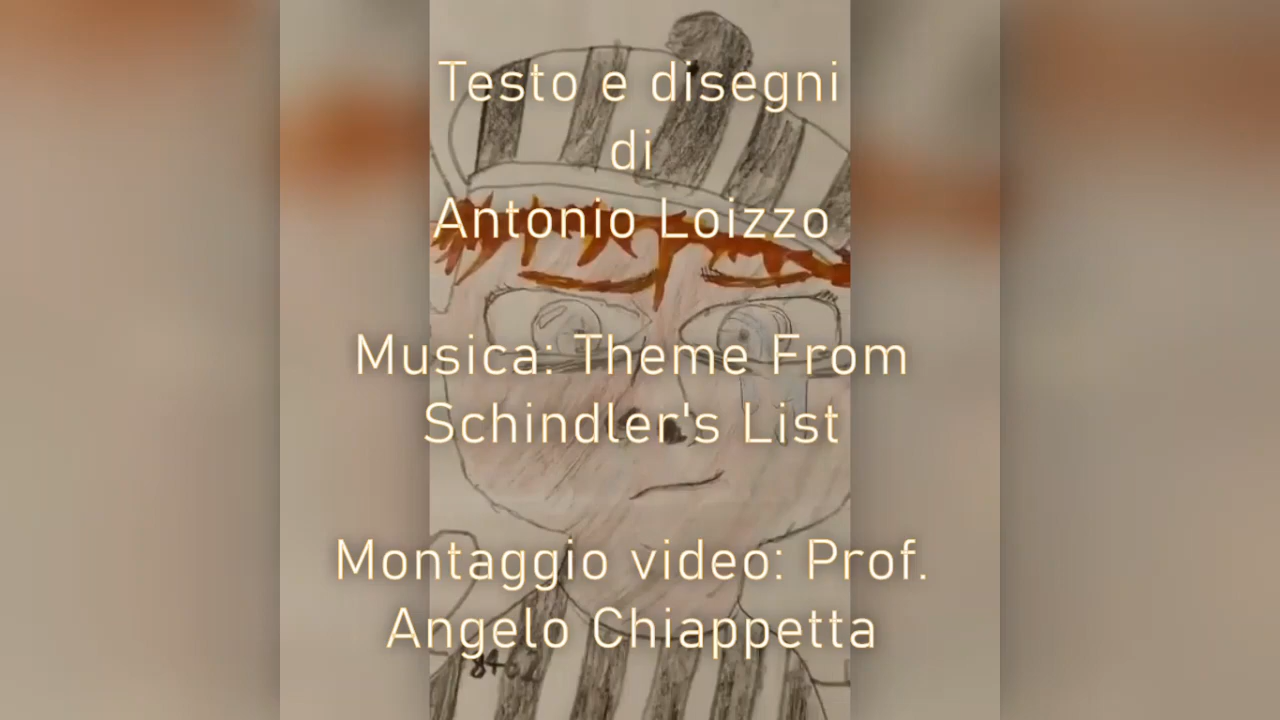 Testo e disegni
di
Antonio Loizzo
Musica: Theme From
Schindler's List
Montaggio video: Prof.
Angelo Chiappetta